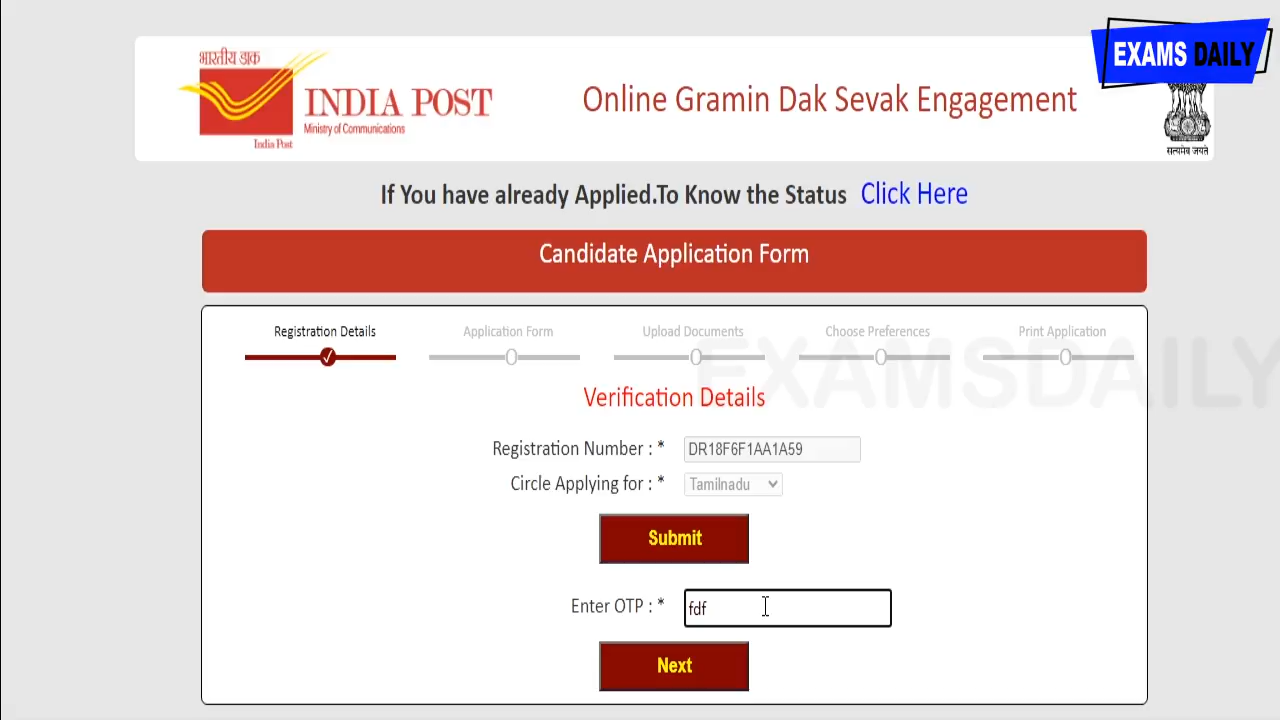 EXAMS DAILY
भारतीय डाक
INDIA POST
Ministry of Communications
India Post
Online Gramin Dak Sevak Engagement
सत्यमेव जयते
If You have already Applied.To Know the Status Click Here
Candidate Application Form
Registration Details Application Form Upload Documents Choose Preferences Print Application
EXAMSDAILY
Verification Details
Registration Number : * DR18F6F1AA1A59
Circle Applying for : * Tamilnadu
Submit
Enter OTP : * fdf
Next